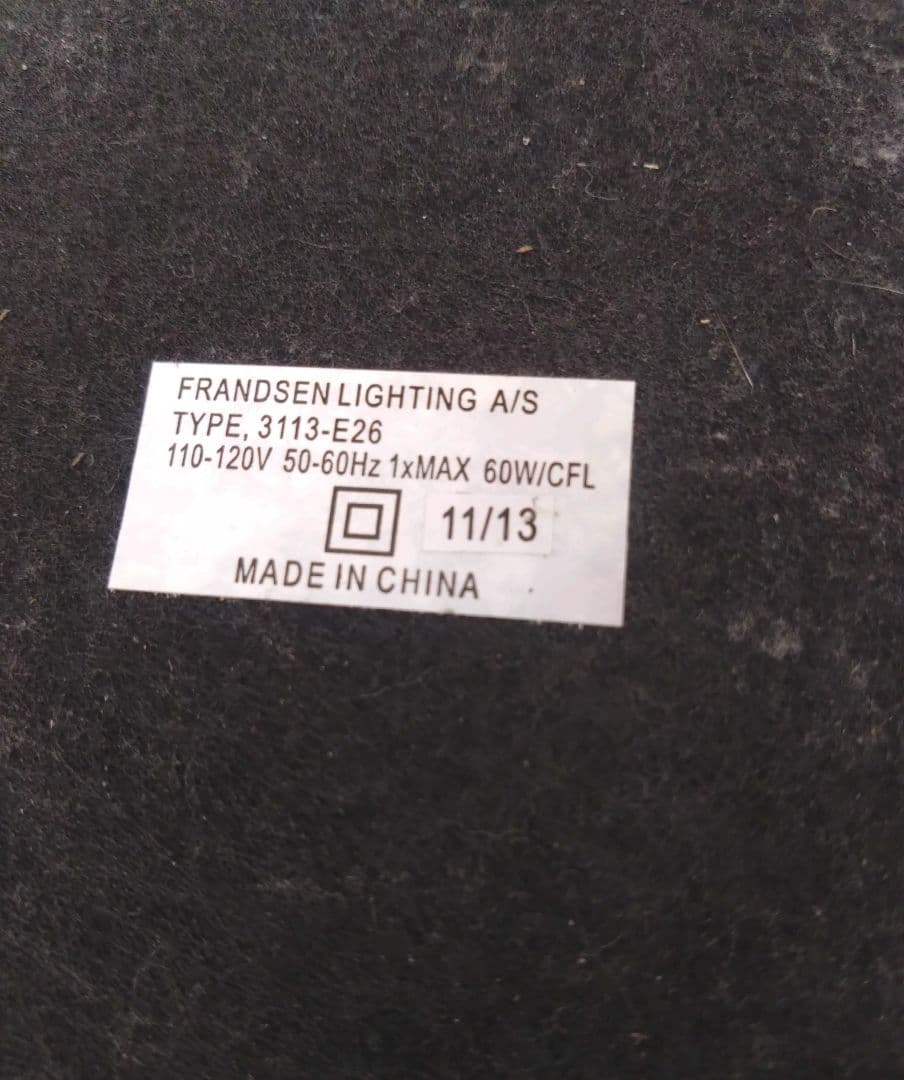 FRANDSEN LIGHTING A/S
TYPE, 3113-E26
110-120V 50-60Hz 1xMAX 60W/CFL
11/13
MADE IN CHINA